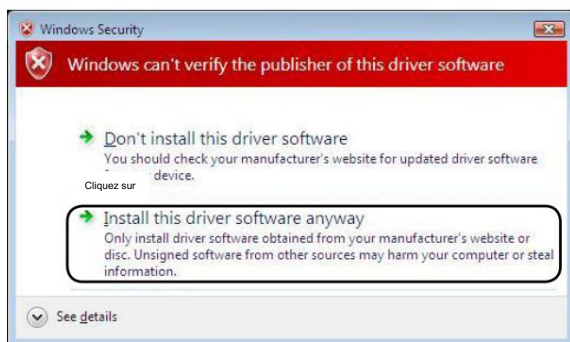 Windows Security
Windows can't verify the publisher of this driver software
Don't install this driver software
You should check your manufacturer's website for updated driver software
device.
Cliquez sur
Install this driver software anyway
Only install driver software obtained from your manufacturer's website or
disc. Unsigned software from other sources may harm your computer or steal
information.
See details